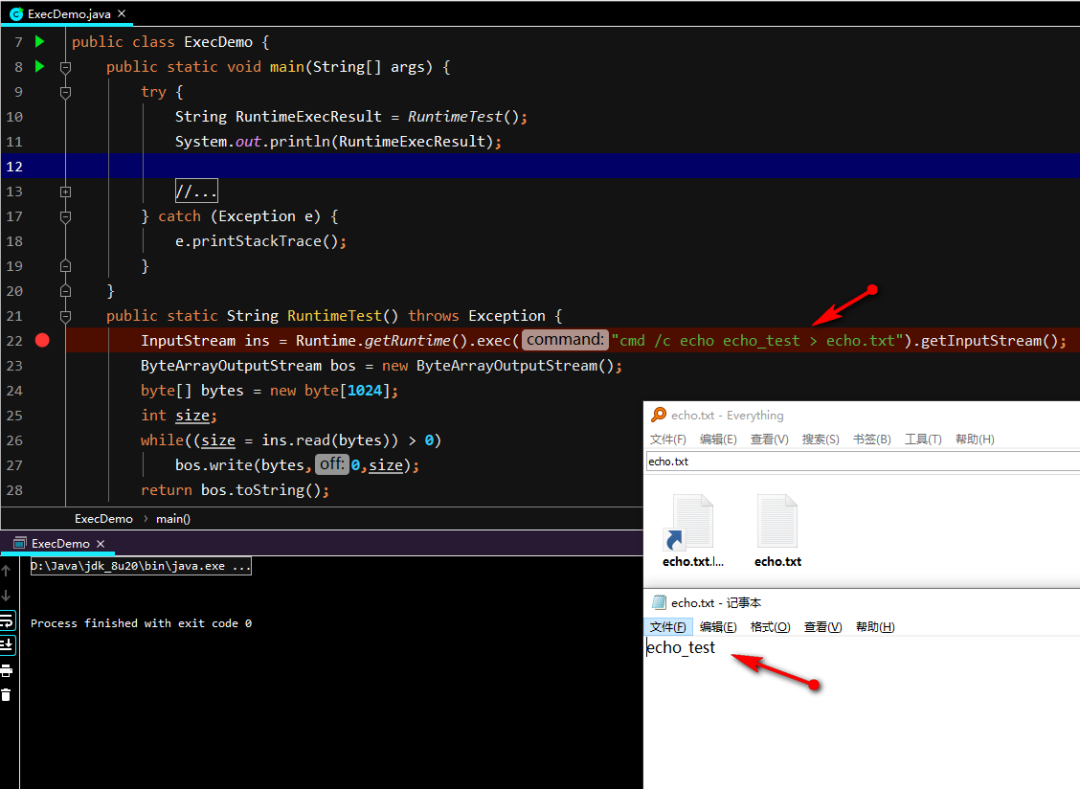 ExecDemo.java ×
7 public class ExecDemo {
8 public static void main(String[] args) {
9 try {
10 String RuntimeExecResult = RuntimeTest();
11 System.out.println(RuntimeExecResult);
12
13 //...
17 } catch (Exception e) {
18 e.printStackTrace();
19 }
20 }
21 public static String RuntimeTest() throws Exception {
22 InputStream ins = Runtime.getRuntime().exec( command: "cmd /c echo echo_test > echo.txt").getInputStream();
23 ByteArrayOutputStream bos = new ByteArrayOutputStream();
24 byte[] bytes = new byte[1024];
25 int size;
26 while((size = ins.read(bytes)) > 0)
27 bos.write(bytes, off: 0,size);
28 return bos.toString();
ExecDemo › main()
ExecDemo ×
D:\Java\jdk_8u20\bin\java.exe ...
Process finished with exit code 0
echo.txt - Everything
文件(F) 编辑(E) 查看(V) 搜索(S) 书签(B) 工具(T) 帮助(H)
echo.txt
echo.txt.l... echo.txt
echo.txt - 记事本
文件(F) 编辑(E) 格式(O) 查看(V) 帮助(H)
echo_test